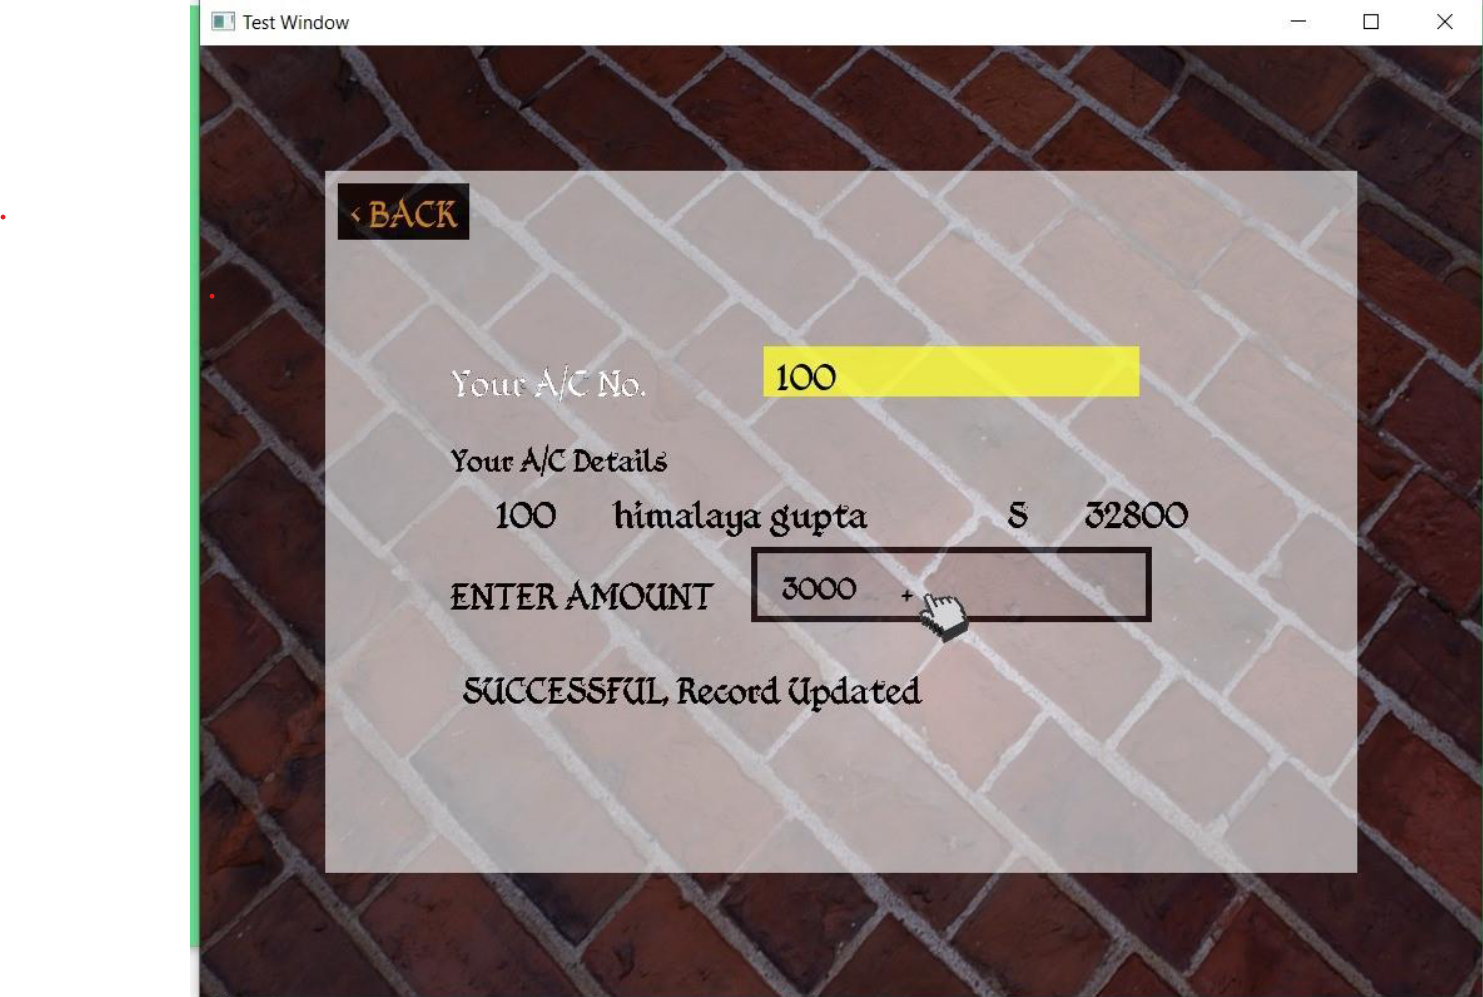 Test Window
< BACK
Your A/C No. 100
Your A/C Details
100 himalaya gupta S 32800
ENTER AMOUNT 3000
SUCCESSFUL, Record Updated